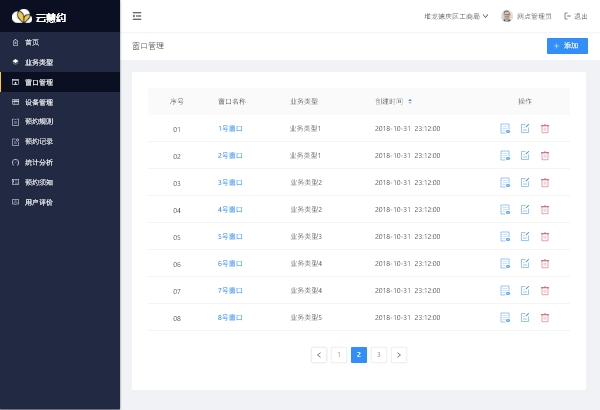 云慧约
堆龙德庆区工商局 网点管理员 退出
首页
业务类型
窗口管理
设备管理
预约规则
预约记录
统计分析
预约须知
用户评价
窗口管理
+ 添加
序号 窗口名称 业务类型 创建时间 操作
01 1号窗口 业务类型1 2018-10-31 23:12:00
02 2号窗口 业务类型1 2018-10-31 23:12:00
03 3号窗口 业务类型2 2018-10-31 23:12:00
04 4号窗口 业务类型2 2018-10-31 23:12:00
05 5号窗口 业务类型3 2018-10-31 23:12:00
06 6号窗口 业务类型4 2018-10-31 23:12:00
07 7号窗口 业务类型4 2018-10-31 23:12:00
08 8号窗口 业务类型5 2018-10-31 23:12:00
< 1 2 3 >